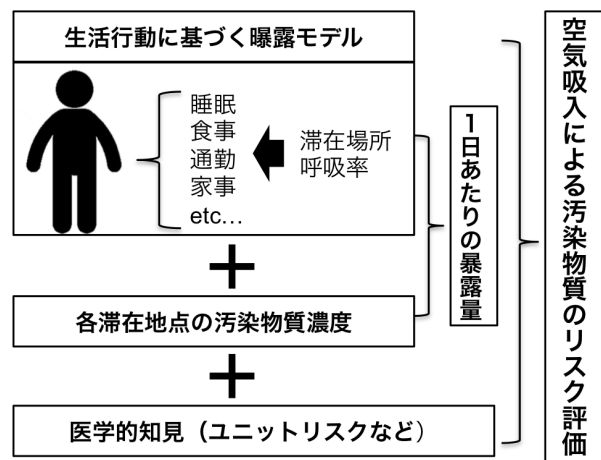 生活行動に基づく曝露モデル
睡眠
食事
通勤
家事
etc…
滞在場所
呼吸率
+
各滞在地点の汚染物質濃度
+
医学的知見（ユニットリスクなど）
1日あたりの暴露量
空気吸入による汚染物質のリスク評価